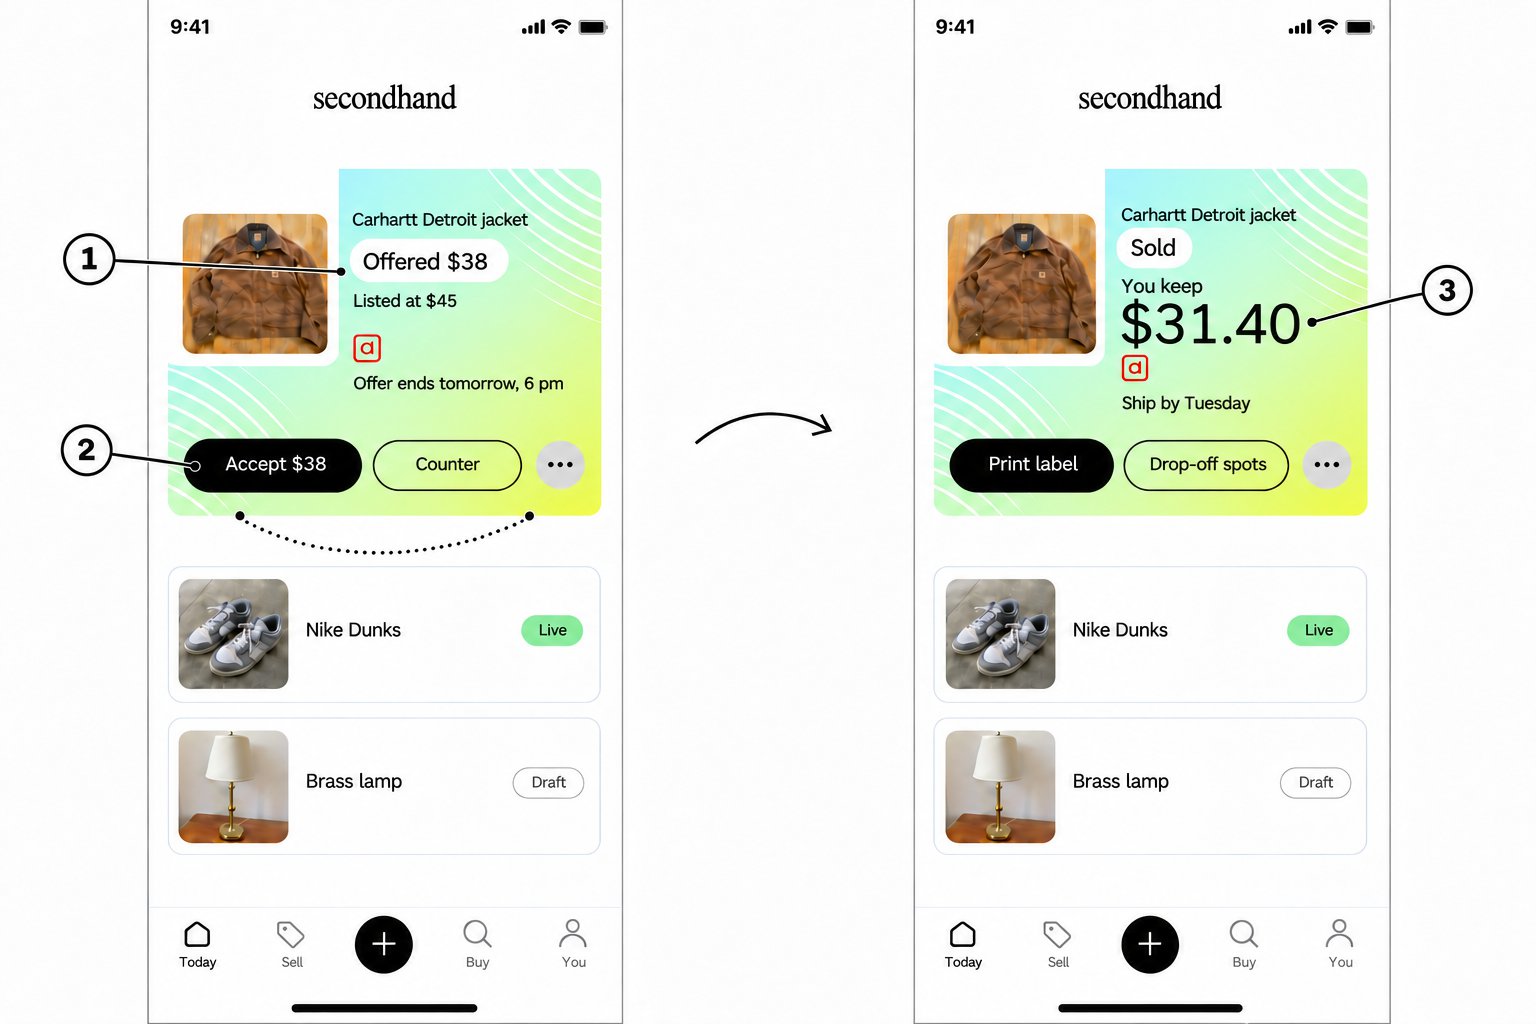 9:41
secondhand
Carhartt Detroit jacket
1
Offered $38
Listed at $45
a
Offer ends tomorrow, 6 pm
2
Accept $38
Counter
Nike Dunks
Live
Brass lamp
Draft
Today
Sell
Buy
You
9:41
secondhand
Carhartt Detroit jacket
Sold
You keep
$31.40
3
a
Ship by Tuesday
Print label
Drop-off spots
Nike Dunks
Live
Brass lamp
Draft
Today
Sell
Buy
You